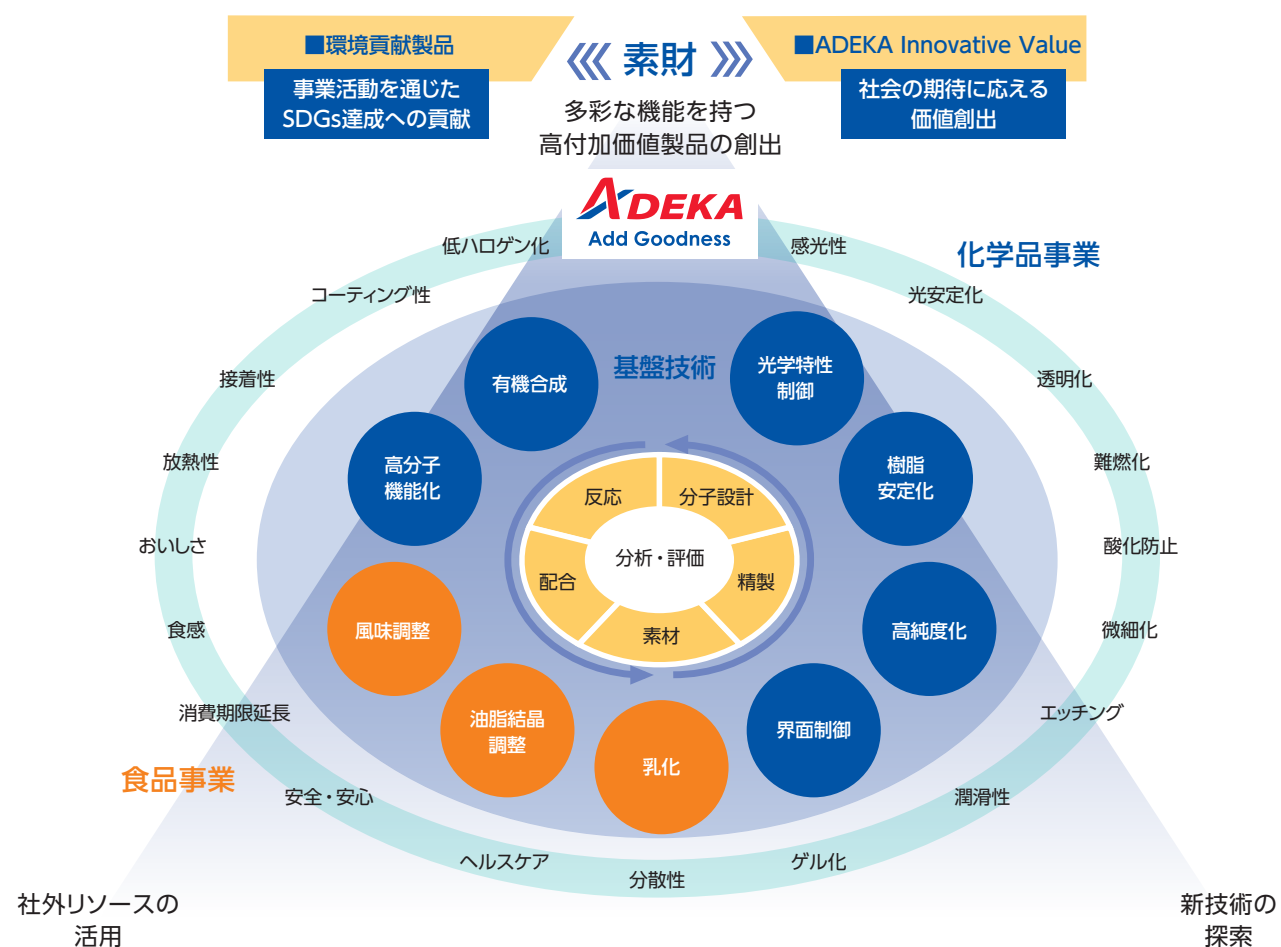 ■環境貢献製品
事業活動を通じた
SDGs達成への貢献
素財
多彩な機能を持つ
高付加価値製品の創出
■ADEKA Innovative Value
社会の期待に応える
価値創出
ADEKA
Add Goodness
化学品事業
低ハロゲン化
感光性
コーティング性
光安定化
接着性
透明化
放熱性
難燃化
おいしさ
酸化防止
食感
微細化
消費期限延長
エッチング
安全・安心
潤滑性
ヘルスケア
ゲル化
分散性
基盤技術
有機合成
光学特性
制御
高分子
機能化
樹脂
安定化
風味調整
高純度化
油脂結晶
調整
界面制御
乳化
反応
分子設計
分析・評価
配合
精製
素材
食品事業
社外リソースの
活用
新技術の
探索